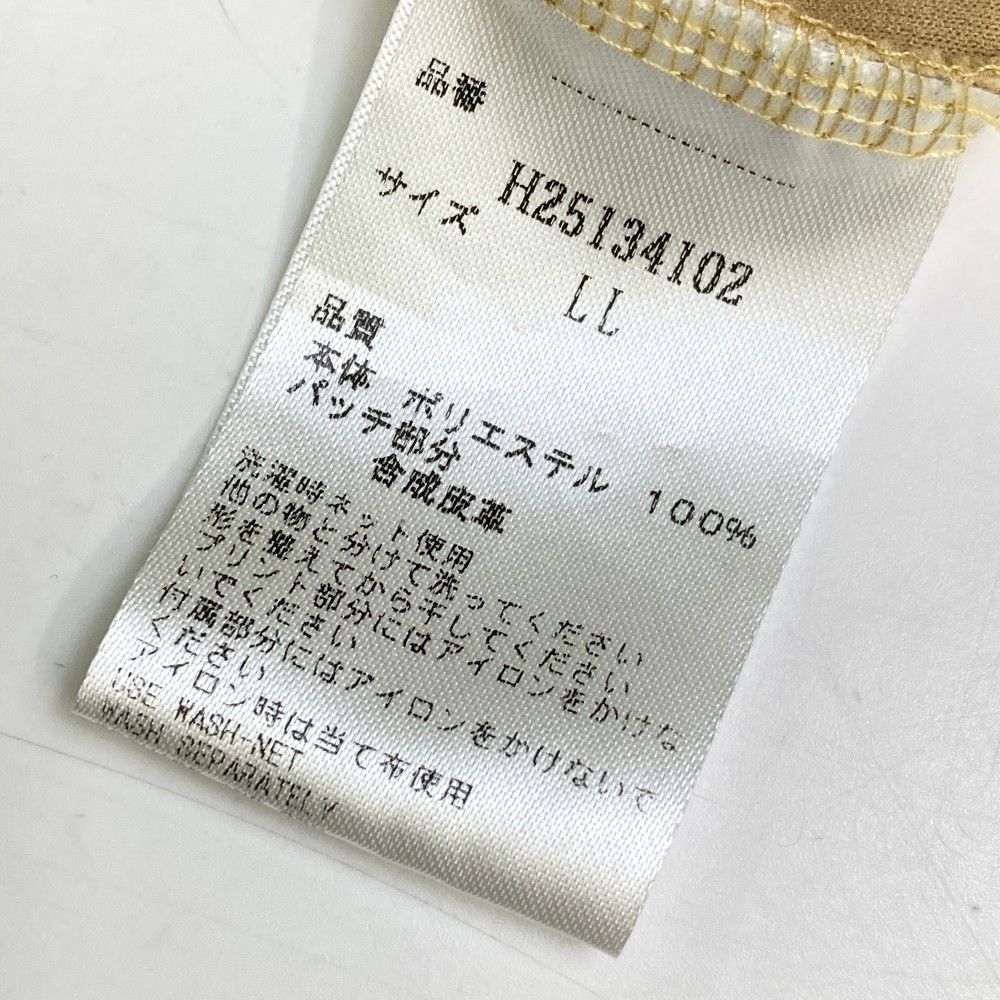 品番
H25134102
サイズ
LL
品質
本体 ポリエステル 100%
パッチ部分
合成皮革
洗濯時ネット使用
他の物と分けて洗ってください
形を整えてから干してください
プリント部分にはアイロンをかけな
いでください
付属部分にはアイロンをかけないで
ください
アイロン時は当て布使用
USE WASH-NET
WASH SEPARATELY